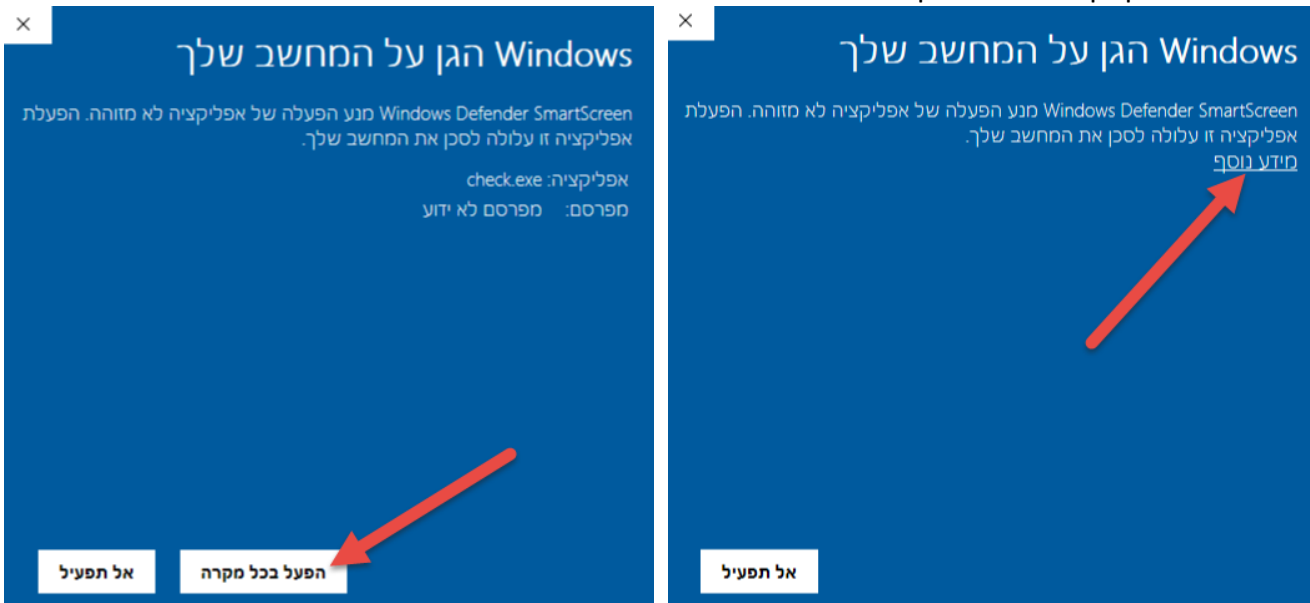 Windows הגן על המחשב שלך
Windows Defender SmartScreen מנע הפעלה של אפליקציה לא מזוהה. הפעלת
אפליקציה זו עלולה לסכן את המחשב שלך.
מידע נוסף
אל תפעיל
Windows הגן על המחשב שלך
Windows Defender SmartScreen מנע הפעלה של אפליקציה לא מזוהה. הפעלת
אפליקציה זו עלולה לסכן את המחשב שלך.
אפליקציה: check.exe
מפרסם: מפרסם לא ידוע
הפעל בכל מקרה
אל תפעיל